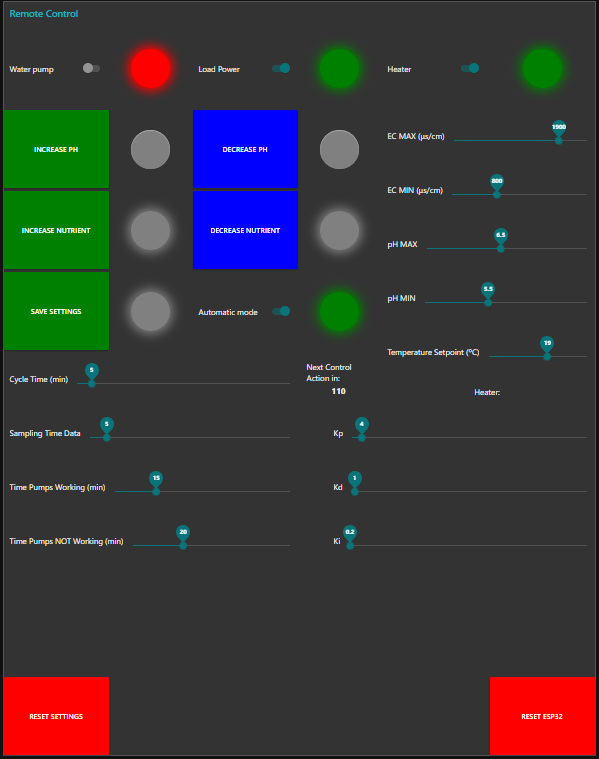 Remote Control
Water pump
Load Power
Heater
INCREASE PH
DECREASE PH
EC MAX (µs/cm)
1900
EC MIN (µs/cm)
800
INCREASE NUTRIENT
DECREASE NUTRIENT
pH MAX
6.5
pH MIN
5.5
SAVE SETTINGS
Automatic mode
Temperature Setpoint (ºC)
19
Cycle Time (min)
5
Next Control
Action in:
110
Heater:
Sampling Time Data
5
Kp
4
Time Pumps Working (min)
15
Kd
1
Time Pumps NOT Working (min)
20
Ki
0.2
RESET SETTINGS
RESET ESP32